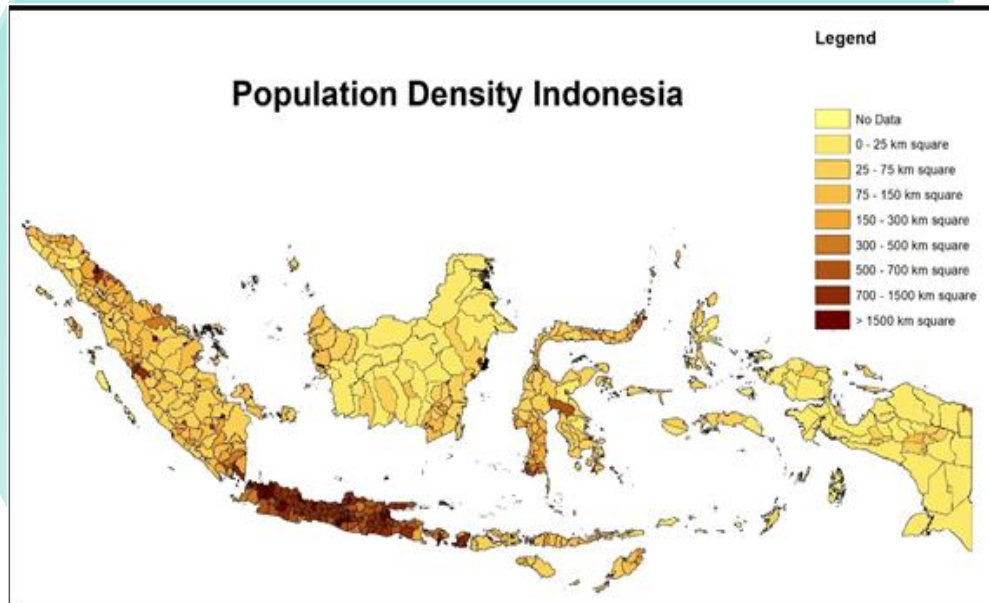 Legend
Population Density Indonesia
No Data
0 - 25 km square
25 - 75 km square
75 - 150 km square
150 - 300 km square
300 - 500 km square
500 - 700 km square
700 - 1500 km square
> 1500 km square